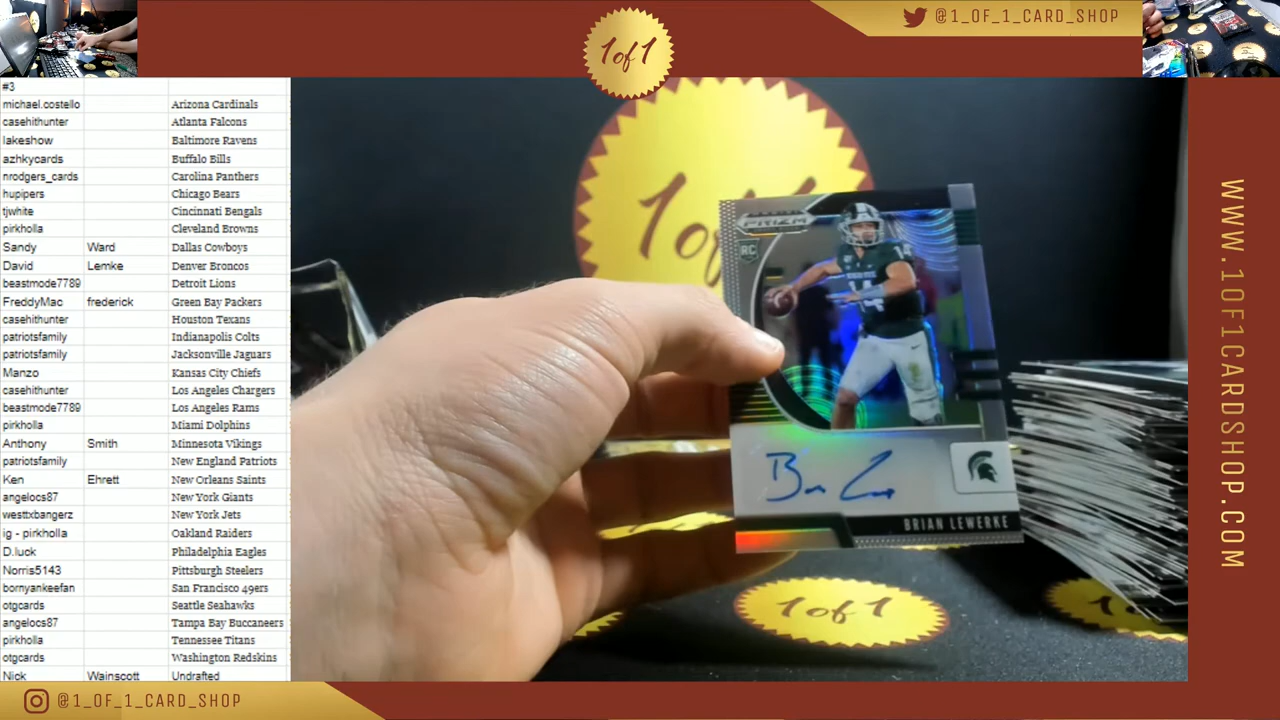 1of1
@1_OF_1_CARD_SHOP
#3
michael.costello Arizona Cardinals
casehithunter Atlanta Falcons
lakeshow Baltimore Ravens
azhkycards Buffalo Bills
nrodgers_cards Carolina Panthers
hupipers Chicago Bears
tjwhite Cincinnati Bengals
pirkholla Cleveland Browns
Sandy Ward Dallas Cowboys
David Lemke Denver Broncos
beastmode7789 Detroit Lions
FreddyMac frederick Green Bay Packers
casehithunter Houston Texans
patriotsfamily Indianapolis Colts
patriotsfamily Jacksonville Jaguars
Manzo Kansas City Chiefs
casehithunter Los Angeles Chargers
beastmode7789 Los Angeles Rams
pirkholla Miami Dolphins
Anthony Smith Minnesota Vikings
patriotsfamily New England Patriots
Ken Ehrett New Orleans Saints
angelocs87 New York Giants
westtxbangerz New York Jets
ig - pirkholla Oakland Raiders
D.luck Philadelphia Eagles
Norris5143 Pittsburgh Steelers
bornyankeefan San Francisco 49ers
otgcards Seattle Seahawks
angelocs87 Tampa Bay Buccaneers
pirkholla Tennessee Titans
otgcards Washington Redskins
Nick Wainscott Undrafted
1of
PRIZM
RC
14
14
BRIAN LEWERKE
1of1
WWW.1OF1CARDSHOP.COM
@1_OF_1_CARD_SHOP